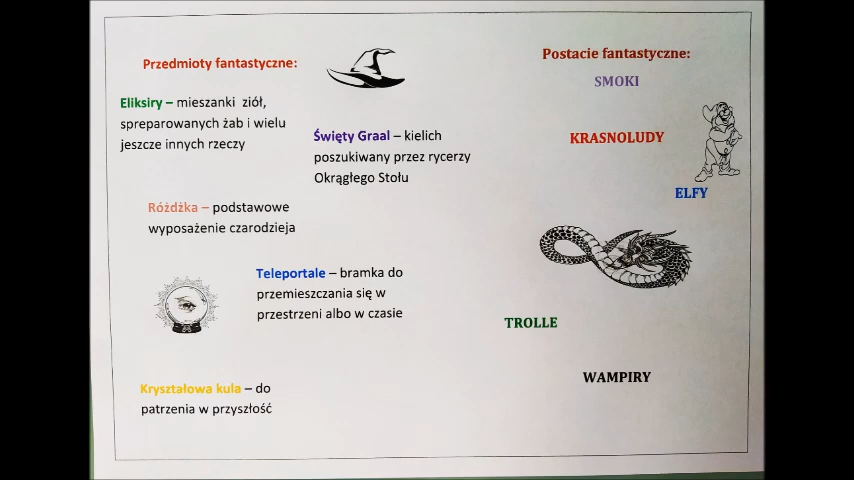 Przedmioty fantastyczne:
Eliksiry – mieszanki ziół,
spreparowanych żab i wielu
jeszcze innych rzeczy
Święty Graal – kielich
poszukiwany przez rycerzy
Okrągłego Stołu
Różdżka – podstawowe
wyposażenie czarodzieja
Teleportale – bramka do
przemieszczania się w
przestrzeni albo w czasie
Kryształowa kula – do
patrzenia w przyszłość
Postacie fantastyczne:
SMOKI
KRASNOLUDY
ELFY
TROLLE
WAMPIRY